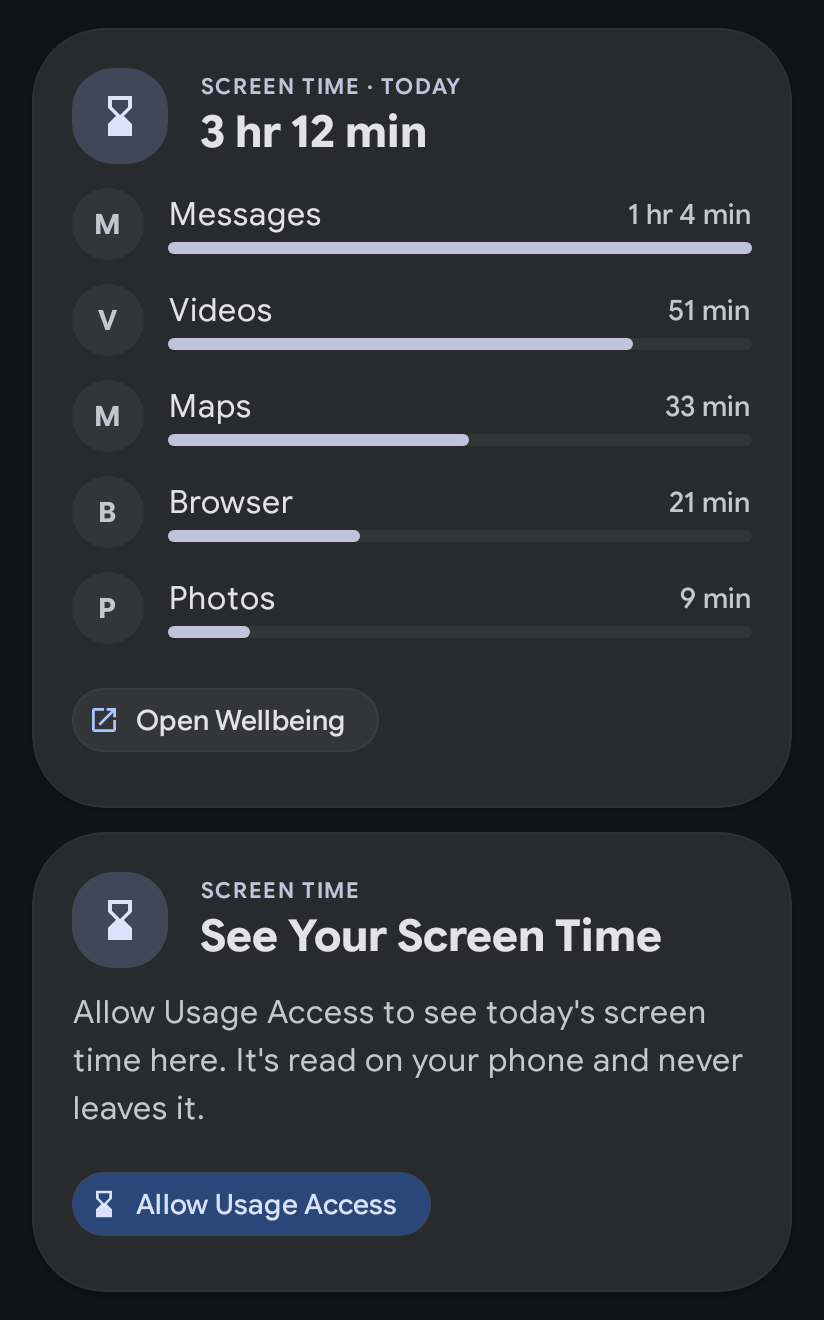 SCREEN TIME · TODAY
3 hr 12 min
M Messages 1 hr 4 min
V Videos 51 min
M Maps 33 min
B Browser 21 min
P Photos 9 min
Open Wellbeing
SCREEN TIME
See Your Screen Time
Allow Usage Access to see today's screen
time here. It's read on your phone and never
leaves it.
Allow Usage Access